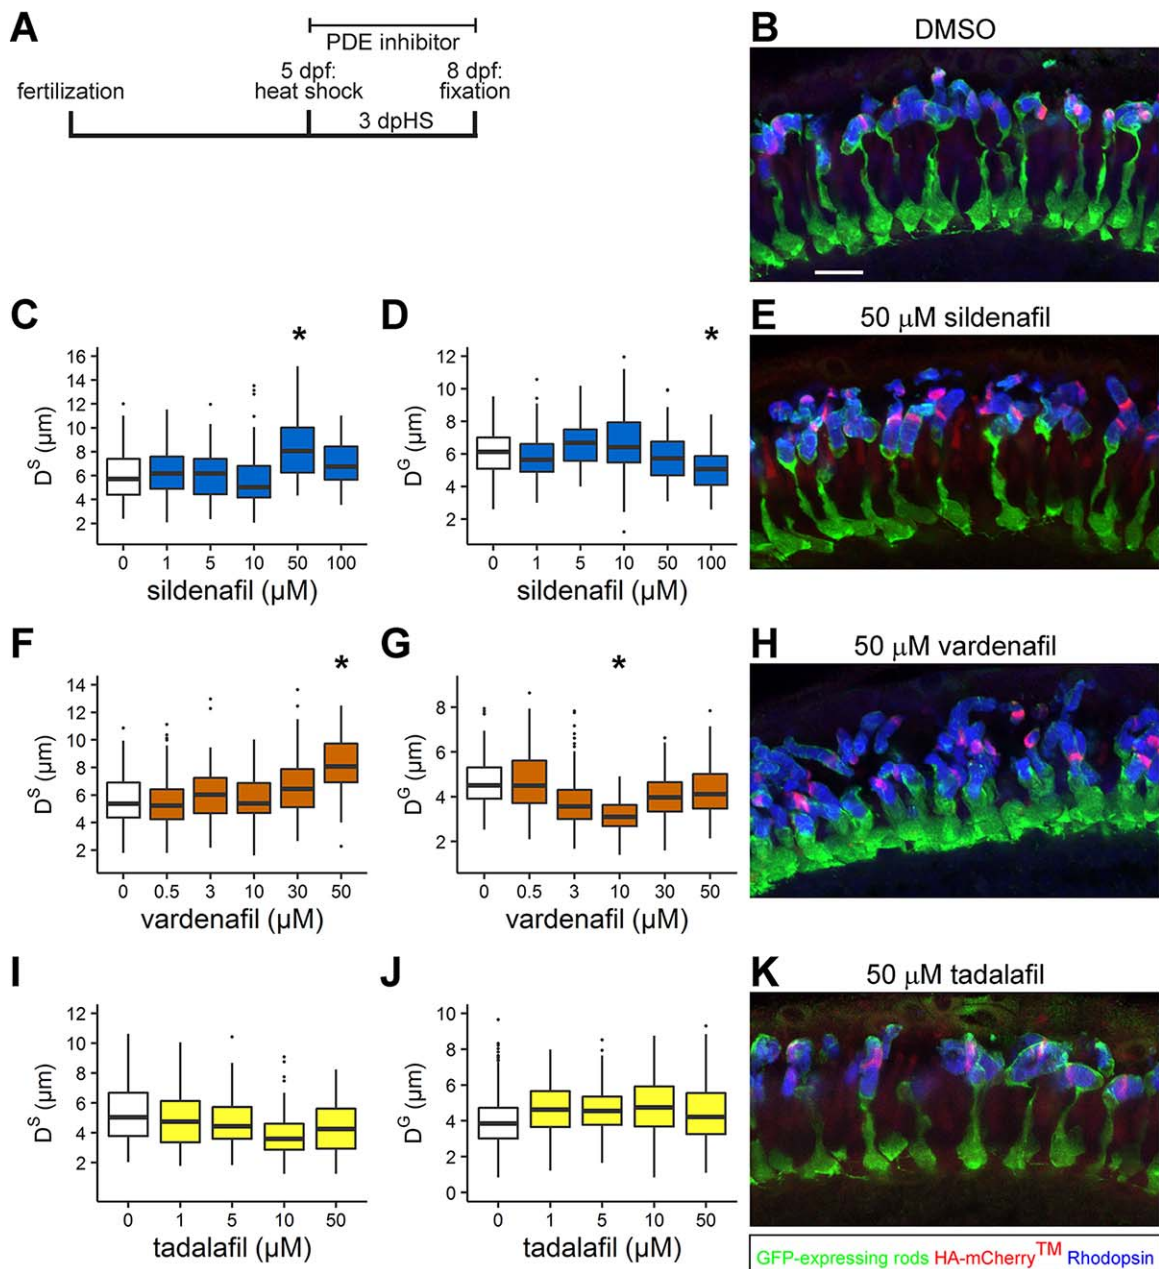 A
PDE inhibitor
5 dpf:
heat shock
8 dpf:
fixation
fertilization
3 dpHS
B
DMSO
C
*
D^S (µm)
16
14
12
10
8
6
4
2
0 1 5 10 50 100
sildenafil (µM)
D
*
D^G (µm)
12
10
8
6
4
2
0 1 5 10 50 100
sildenafil (µM)
E
50 µM sildenafil
F
*
D^S (µm)
14
12
10
8
6
4
2
0 0.5 3 10 30 50
vardenafil (µM)
G
*
D^G (µm)
8
6
4
2
0 0.5 3 10 30 50
vardenafil (µM)
H
50 µM vardenafil
I
D^S (µm)
12
10
8
6
4
2
0 1 5 10 50
tadalafil (µM)
J
D^G (µm)
10
8
6
4
2
0
0 1 5 10 50
tadalafil (µM)
K
50 µM tadalafil
GFP-expressing rods HA-mCherry^TM Rhodopsin